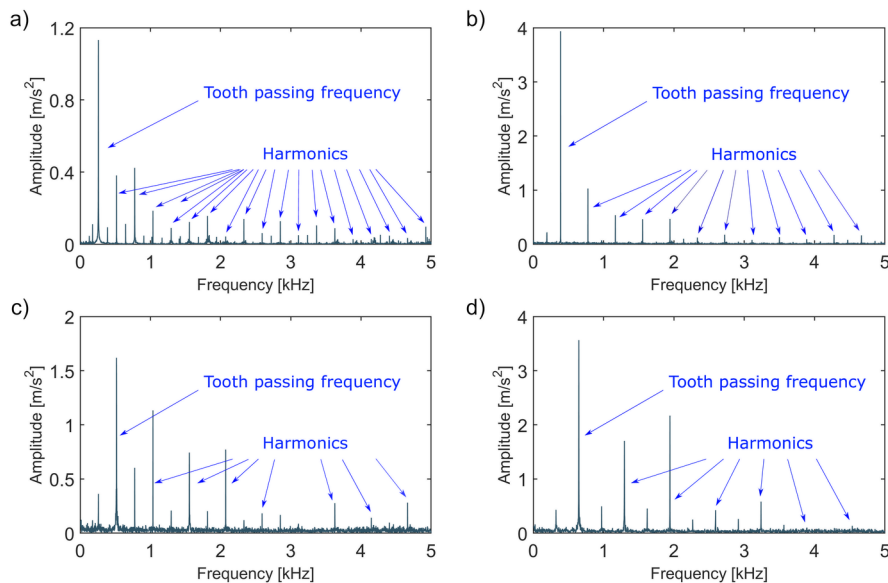 a)
Amplitude [m/s²]
1.2
0.8
0.4
0
Tooth passing frequency
Harmonics
0 1 2 3 4 5
Frequency [kHz]
b)
Amplitude [m/s²]
4
3
2
1
0
Tooth passing frequency
Harmonics
0 1 2 3 4 5
Frequency [kHz]
c)
Amplitude [m/s²]
2
1.5
1
0.5
0
Tooth passing frequency
Harmonics
0 1 2 3 4 5
Frequency [kHz]
d)
Amplitude [m/s²]
4
3
2
1
0
Tooth passing frequency
Harmonics
0 1 2 3 4 5
Frequency [kHz]